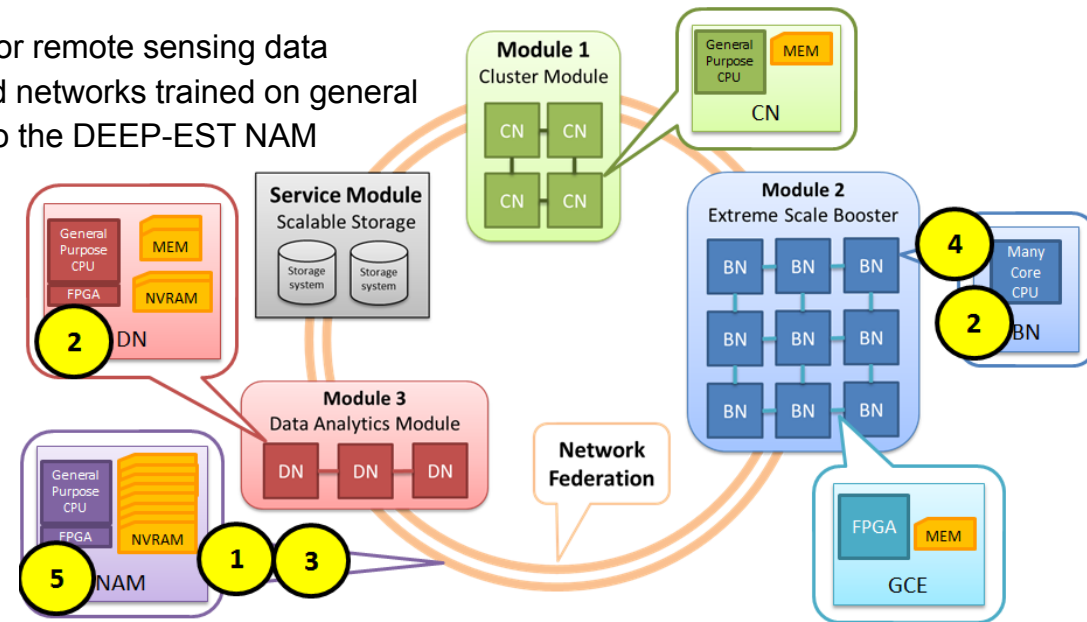 or remote sensing data
d networks trained on general
o the DEEP-EST NAM
Module 1
Cluster Module
CN
CN
CN
CN
General
Purpose
CPU
MEM
CN
Service Module
Scalable Storage
Storage
system
Storage
system
Module 2
Extreme Scale Booster
BN
BN
BN
BN
BN
BN
BN
BN
BN
4
Many
Core
CPU
2
BN
General
Purpose
CPU
FPGA
MEM
NVRAM
2
DN
Module 3
Data Analytics Module
DN
DN
DN
Network
Federation
General
Purpose
CPU
FPGA
NVRAM
5
NAM
1
3
FPGA
MEM
GCE